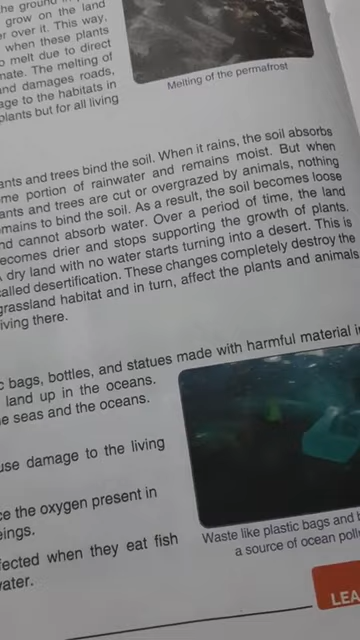 the ground in
grow on the land
er over it. This way,
when these plants
o melt due to direct
nate. The melting of
nd damages roads,
age to the habitats in
plants but for all living
Melting of the permafrost
ants and trees bind the soil. When it rains, the soil absorbs
me portion of rainwater and remains moist. But when
ants and trees are cut or overgrazed by animals, nothing
mains to bind the soil. As a result, the soil becomes loose
nd cannot absorb water. Over a period of time, the land
ecomes drier and stops supporting the growth of plants.
dry land with no water starts turning into a desert. This is
alled desertification. These changes completely destroy the
grassland habitat and in turn, affect the plants and animals
iving there.
c bags, bottles, and statues made with harmful material i
land up in the oceans.
e seas and the oceans.
use damage to the living
ce the oxygen present in
eings.
fected when they eat fish
vater.
Waste like plastic bags and b
a source of ocean poll
LEA